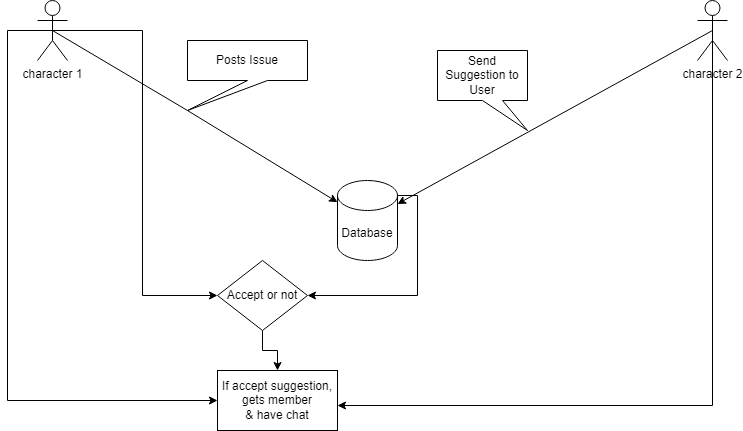 character 1
Posts Issue
Send
Suggestion to
User
character 2
Database
Accept or not
If accept suggestion,
gets member
& have chat